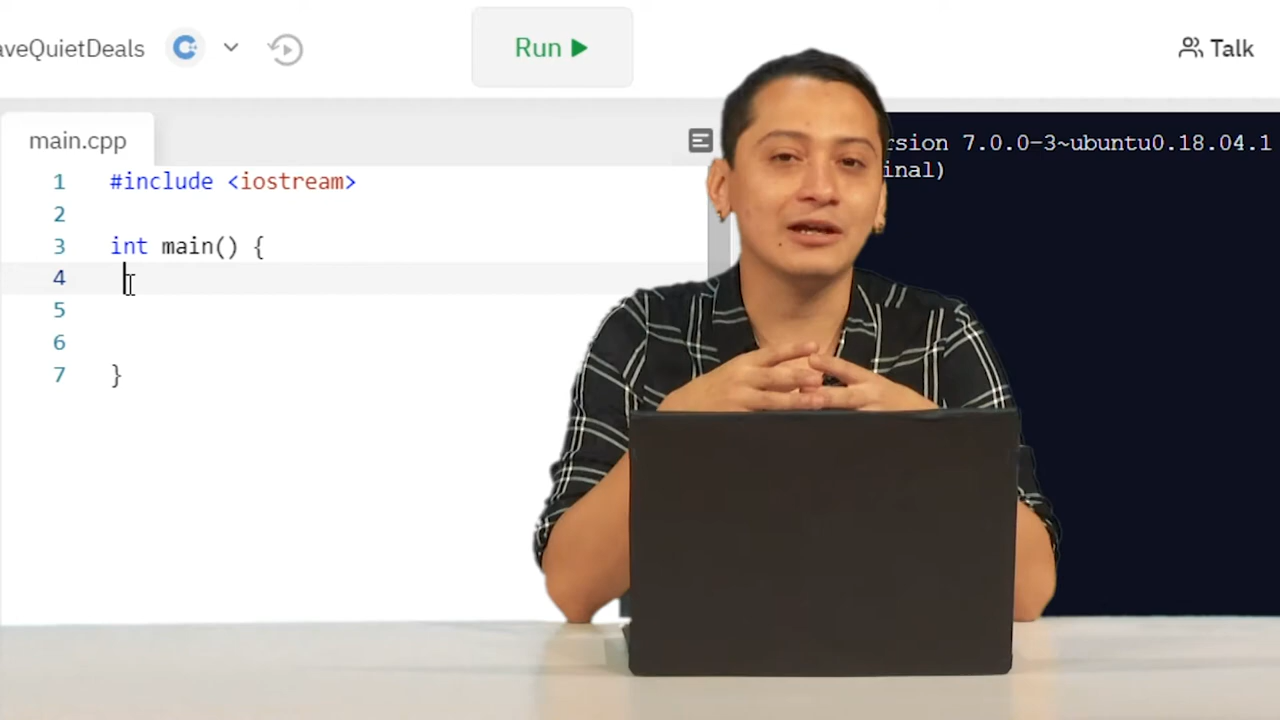 aveQuietDeals
Run
Talk
main.cpp
1 #include <iostream>
2
3 int main() {
4
5
6
7 }
rsion 7.0.0-3~ubuntu0.18.04.1
inal)